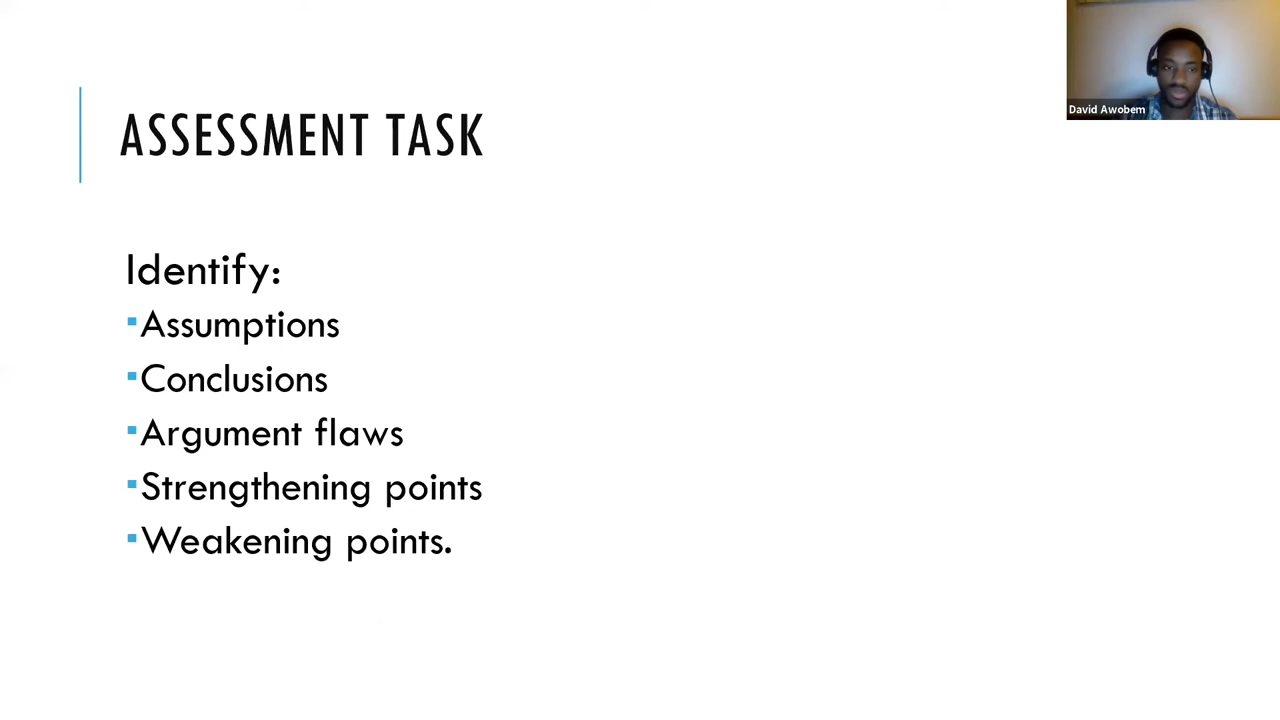 David Awobem
ASSESSMENT TASK
Identify:
Assumptions
Conclusions
Argument flaws
Strengthening points
Weakening points.